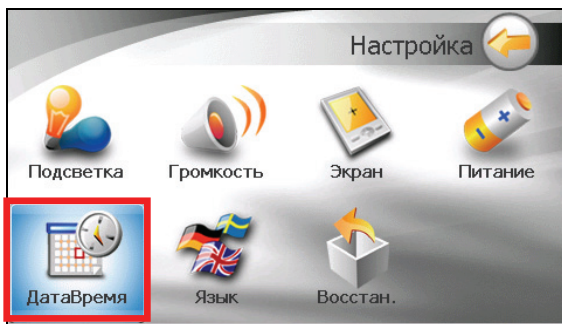 Настройка
Подсветка
Громкость
Экран
Питание
ДатаВремя
Язык
Восстан.